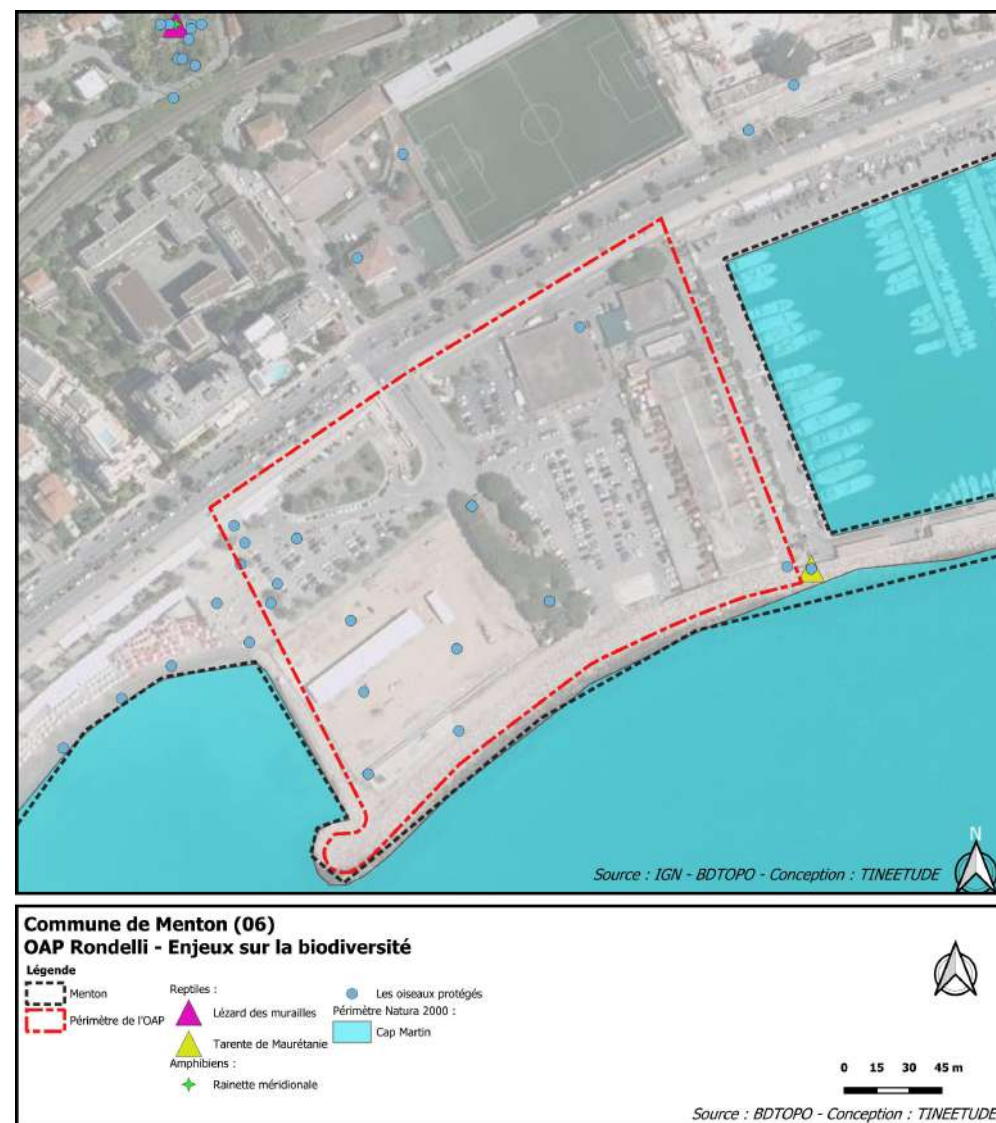 N
Source : IGN - BDTOPO - Conception : TINEETUDE
Commune de Menton (06)
OAP Rondelli - Enjeux sur la biodiversité
Légende
Menton
Périmètre de l'OAP
Reptiles :
Lézard des murailles
Tarente de Maurétanie
Amphibiens :
Rainette méridionale
Les oiseaux protégés
Périmètre Natura 2000 :
Cap Martin
0 15 30 45 m
Source : BDTOPO - Conception : TINEETUDE